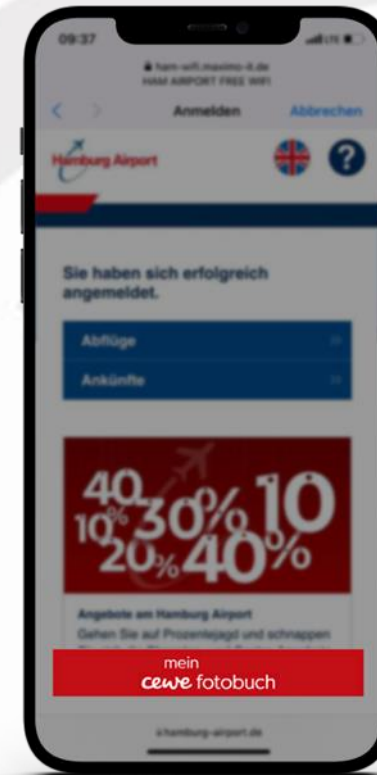 09:37
LTE
ham-wifi.maximo-it.de
HAM AIRPORT FREE WIFI
Anmelden Abbrechen
Hamburg Airport
?
Sie haben sich erfolgreich
angemeldet.
Abflüge
Ankünfte
40% 30% 10
10% 20% 40%
Angebote am Hamburg Airport
Gehen Sie auf Prozentejagd und schnappen
mein
cewe fotobuch
hamburg-airport.de